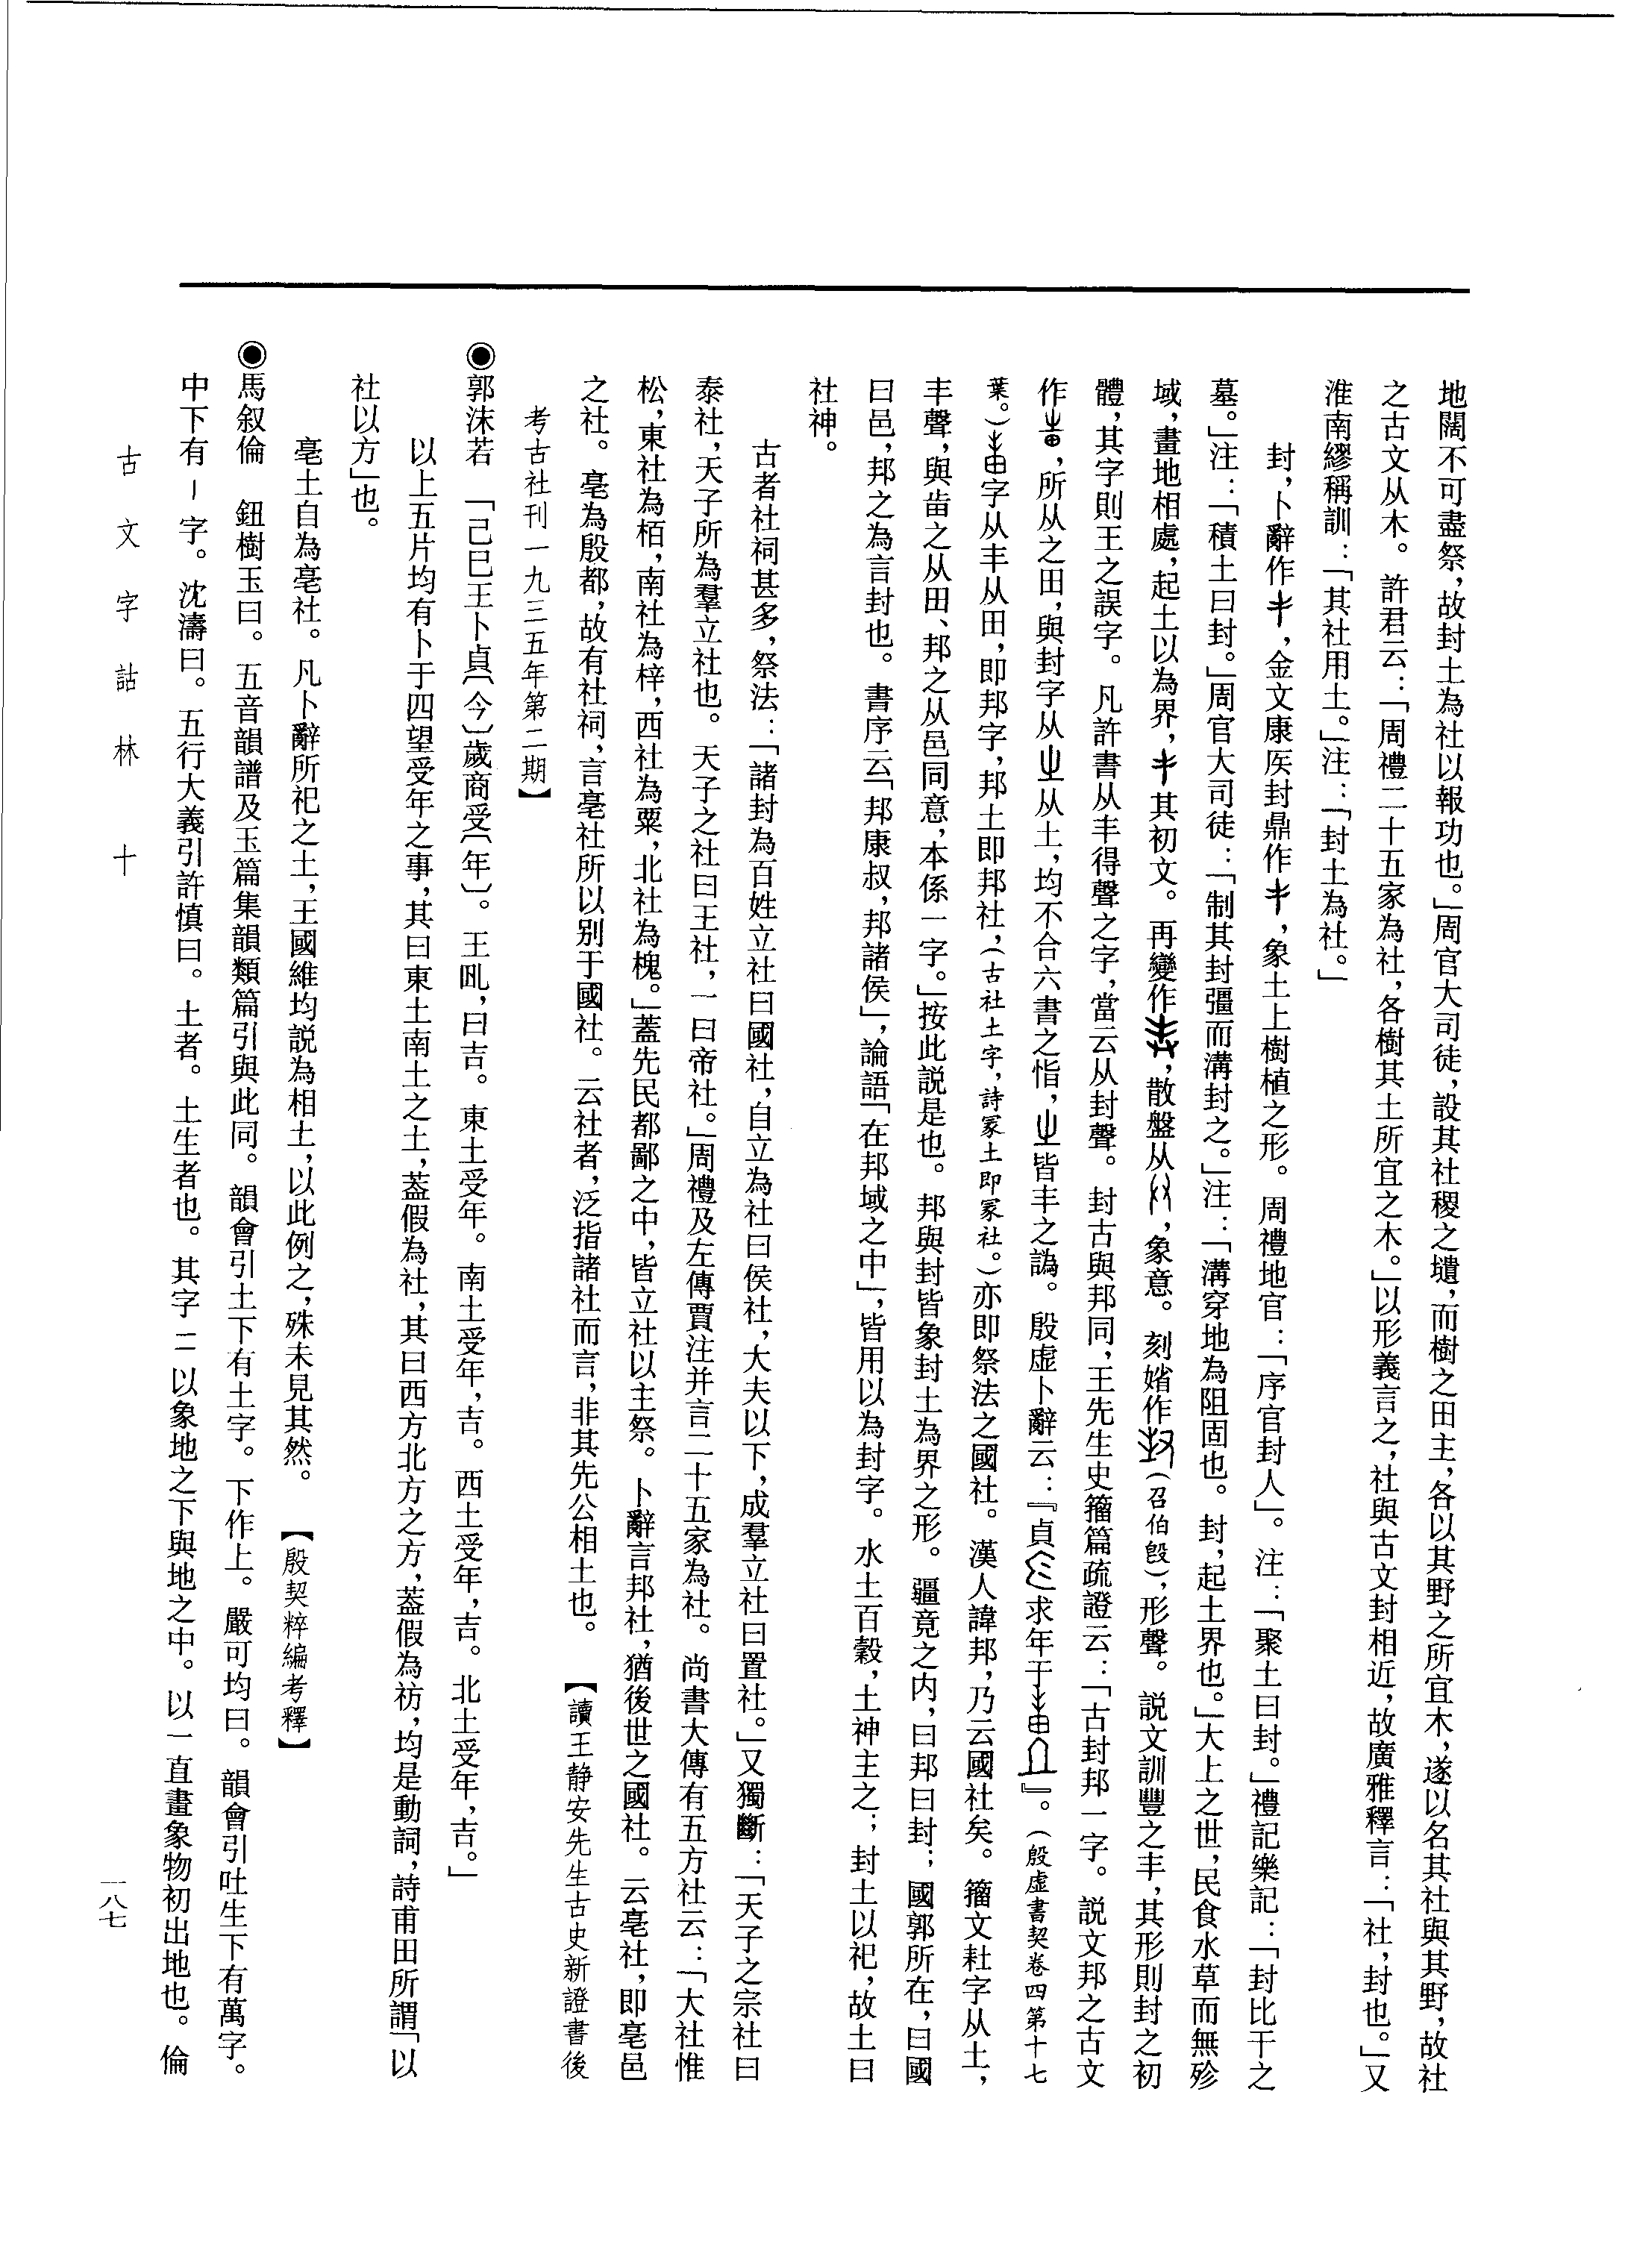 地闊不可盡祭，故封土為社以報功也。」周官大司徒，設其社稷之壝，而樹之田主，各以其野之所宜木，遂以名其社與其野，故社
之古文从木。許君云：「周禮二十五家為社，各樹其土所宜之木。」以形義言之，社與古文封相近，故廣雅釋言：「社，封也。」又
淮南繆稱訓：「其社用土。」注：「封土為社。」
封，卜辭作，金文康医封鼎作，象土上樹植之形。周禮地官：「序官封人」。注：「聚土曰封。」禮記樂記：「封比干之
墓。」注：「積土曰封。」周官大司徒：「制其封疆而溝封之。」注：「溝穿地為阻固也。封，起土界也。」大上之世，民食水草而無殄
域，畫地相處，起土以為界，其初文。再變作，散盤从，象意。刻媎作（召伯毁），形聲。説文訓豐之丰，其形則封之初
體，其字則王之誤字。凡許書从丰得聲之字，當云从封聲。封古與邦同，王先生史籀篇疏證云：「古封邦一字。説文邦之古文
作，所从之田，與封字从从土，均不合六書之恉，皆丰之譌。殷虚卜辭云：『貞求年于』。（殷虚書契卷四第十七
葉。）字从丰从田，即邦字，邦土即邦社，（古社土字，詩冢土即冢社。）亦即祭法之國社。漢人諱邦，乃云國社矣。籀文𡉚字从土，
丰聲，與𤰫之从田、邦之从邑同意，本係一字。」按此説是也。邦與封皆象封土為界之形。疆竟之内，曰邦曰封；國郭所在，曰國
曰邑，邦之為言封也。書序云「邦康叔，邦諸侯」，論語「在邦域之中」，皆用以為封字。水土百穀，土神主之；封土以祀，故土曰
社神。
古者社祠甚多，祭法：「諸封為百姓立社曰國社，自立為社曰侯社，大夫以下，成羣立社曰置社。」又獨斷：「天子之宗社曰
泰社，天子所為羣立社也。天子之社曰王社，一曰帝社。」周禮及左傳賈注并言二十五家為社。尚書大傳有五方社云：「大社惟
松，東社為栢，南社為梓，西社為粟，北社為槐。」蓋先民都鄙之中，皆立社以主祭。卜辭言邦社，猶後世之國社。云亳社，即亳邑
之社。亳為殷都，故有社祠，言亳社所以别于國社。云社者，泛指諸社而言，非其先公相土也。　【讀王静安先生古史新證書後
考古社刊一九三五年第二期】
◉郭沫若　「己巳王卜貞〔今〕歲商受〔年〕。王𠃨，曰吉。東土受年。南土受年，吉。西土受年，吉。北土受年，吉。」
以上五片均有卜于四望受年之事，其曰東土南土之土，葢假為社，其曰西方北方之方，葢假為祊，均是動詞，詩甫田所謂「以
社以方」也。
亳土自為亳社。凡卜辭所祀之土，王國維均説為相土，以此例之，殊未見其然。　【殷契粹編考釋】
◉馬叙倫　鈕樹玉曰。五音韻譜及玉篇集韻類篇引與此同。韻會引土下有土字。下作上。嚴可均曰。韻會引吐生下有萬字。
中下有丨字。沈濤曰。五行大義引許慎曰。土者。土生者也。其字二以象地之下與地之中。以一直畫象物初出地也。倫
古文字詁林　十
一八七